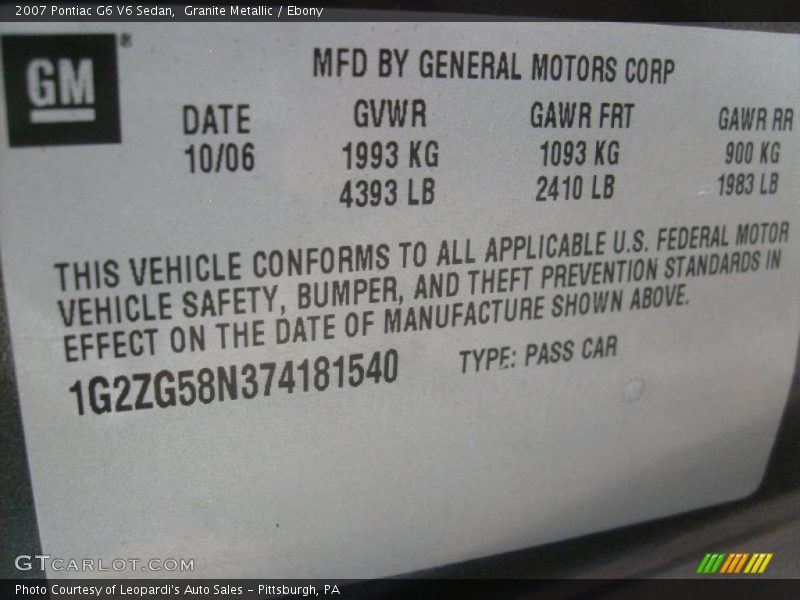 2007 Pontiac G6 V6 Sedan, Granite Metallic / Ebony
GM®
MFD BY GENERAL MOTORS CORP
DATE GVWR GAWR FRT GAWR RR
10/06 1993 KG 1093 KG 900 KG
4393 LB 2410 LB 1983 LB
THIS VEHICLE CONFORMS TO ALL APPLICABLE U.S. FEDERAL MOTOR
VEHICLE SAFETY, BUMPER, AND THEFT PREVENTION STANDARDS IN
EFFECT ON THE DATE OF MANUFACTURE SHOWN ABOVE.
1G2ZG58N374181540 TYPE: PASS CAR
GTCARLOT.COM
Photo Courtesy of Leopardi's Auto Sales - Pittsburgh, PA